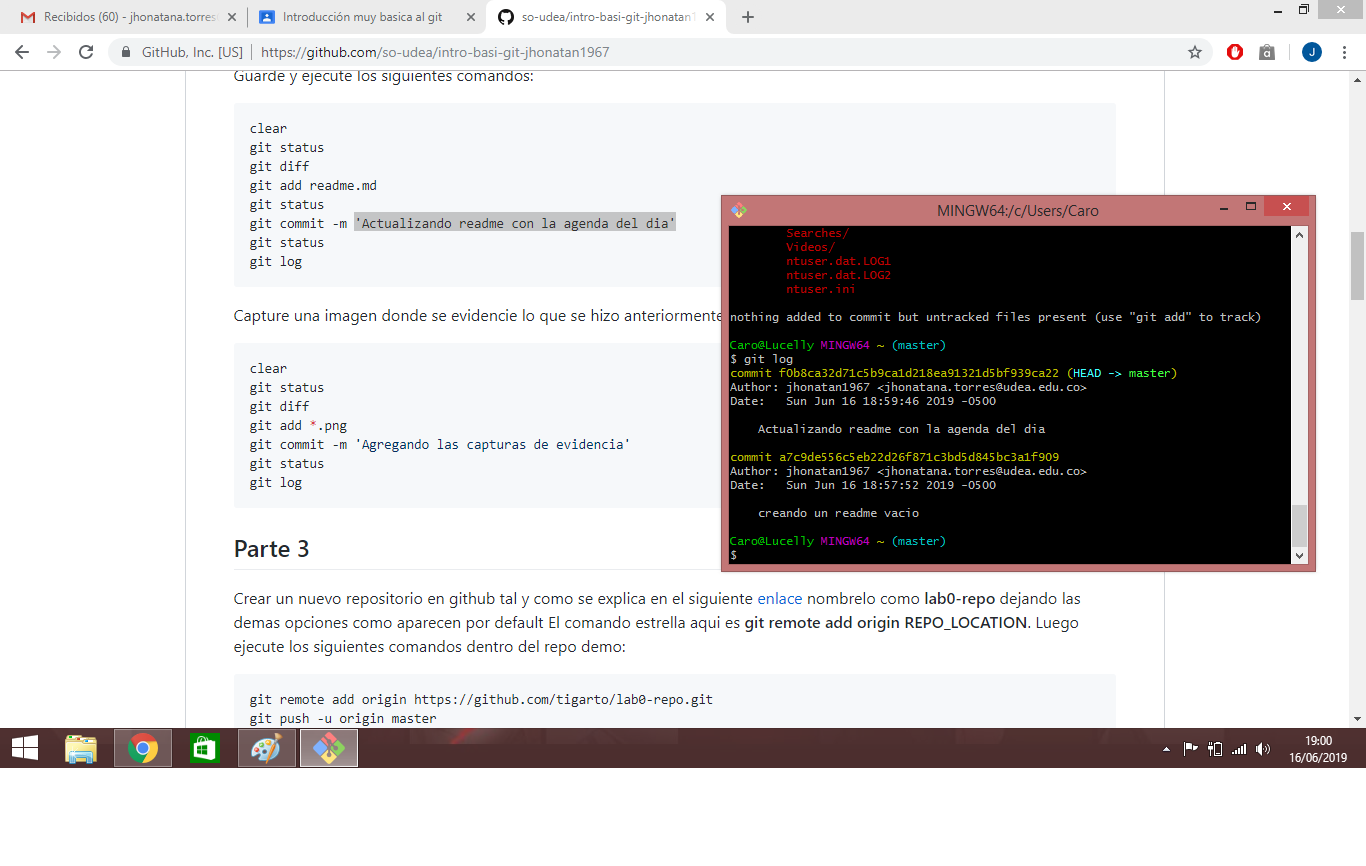 Recibidos (60) - jhonatana.torres
Introducción muy basica al git
so-udea/intro-basi-git-jhonatan1
GitHub, Inc. [US]
https://github.com/so-udea/intro-basi-git-jhonatan1967
J
Guarde y ejecute los siguientes comandos:
clear
git status
git diff
git add readme.md
git status
git commit -m 'Actualizando readme con la agenda del dia'
git status
git log
Capture una imagen donde se evidencie lo que se hizo anteriormente
clear
git status
git diff
git add *.png
git commit -m 'Agregando las capturas de evidencia'
git status
git log
Parte 3
Crear un nuevo repositorio en github tal y como se explica en el siguiente enlace nombrelo como lab0-repo dejando las
demas opciones como aparecen por default El comando estrella aqui es git remote add origin REPO_LOCATION. Luego
ejecute los siguientes comandos dentro del repo demo:
git remote add origin https://github.com/tigarto/lab0-repo.git
git push -u origin master
MINGW64:/c/Users/Caro
Searches/
Videos/
ntuser.dat.LOG1
ntuser.dat.LOG2
ntuser.ini
nothing added to commit but untracked files present (use "git add" to track)
Caro@Lucelly MINGW64 ~ (master)
$ git log
commit f0b8ca32d71c5b9ca1d218ea91321d5bf939ca22 (HEAD -> master)
Author: jhonatan1967 <jhonatana.torres@udea.edu.co>
Date:   Sun Jun 16 18:59:46 2019 -0500
Actualizando readme con la agenda del dia
commit a7c9de556c5eb22d26f871c3bd5d845bc3a1f909
Author: jhonatan1967 <jhonatana.torres@udea.edu.co>
Date:   Sun Jun 16 18:57:52 2019 -0500
creando un readme vacio
Caro@Lucelly MINGW64 ~ (master)
$
19:00
16/06/2019